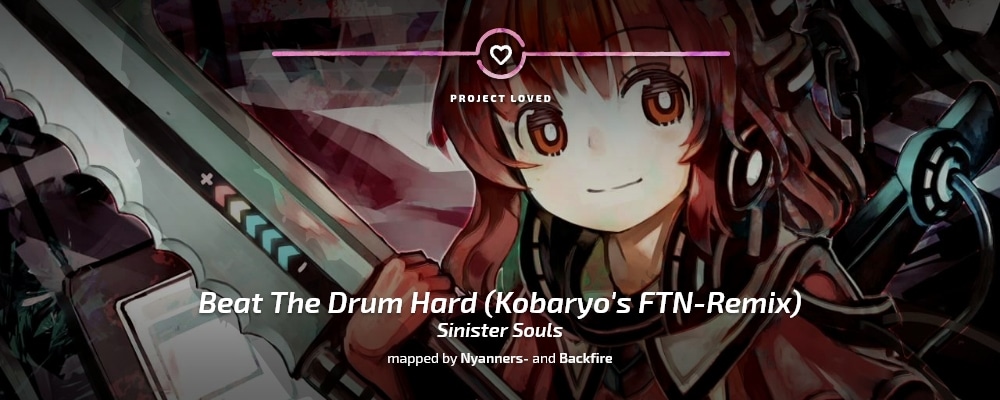 PROJECT LOVED
Beat The Drum Hard (Kobaryo's FTN-Remix)
Sinister Souls
mapped by Nyanners- and Backfire